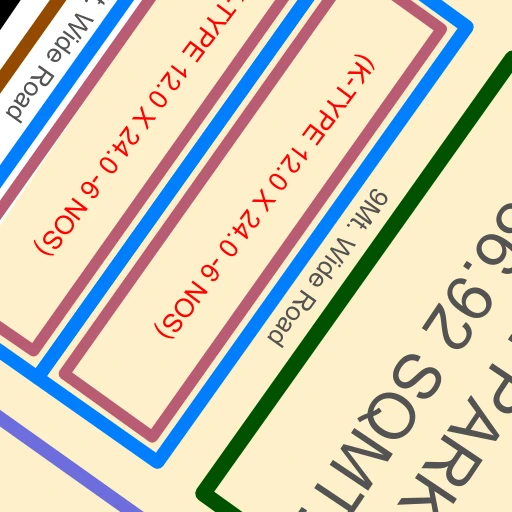 Wide Road
-TYPE 12.0 X 24.0 -6 NOS)
(K-TYPE 12.0 X 24.0 -6 NOS)
9Mt. Wide Road
6.92 SQMT.
PARK